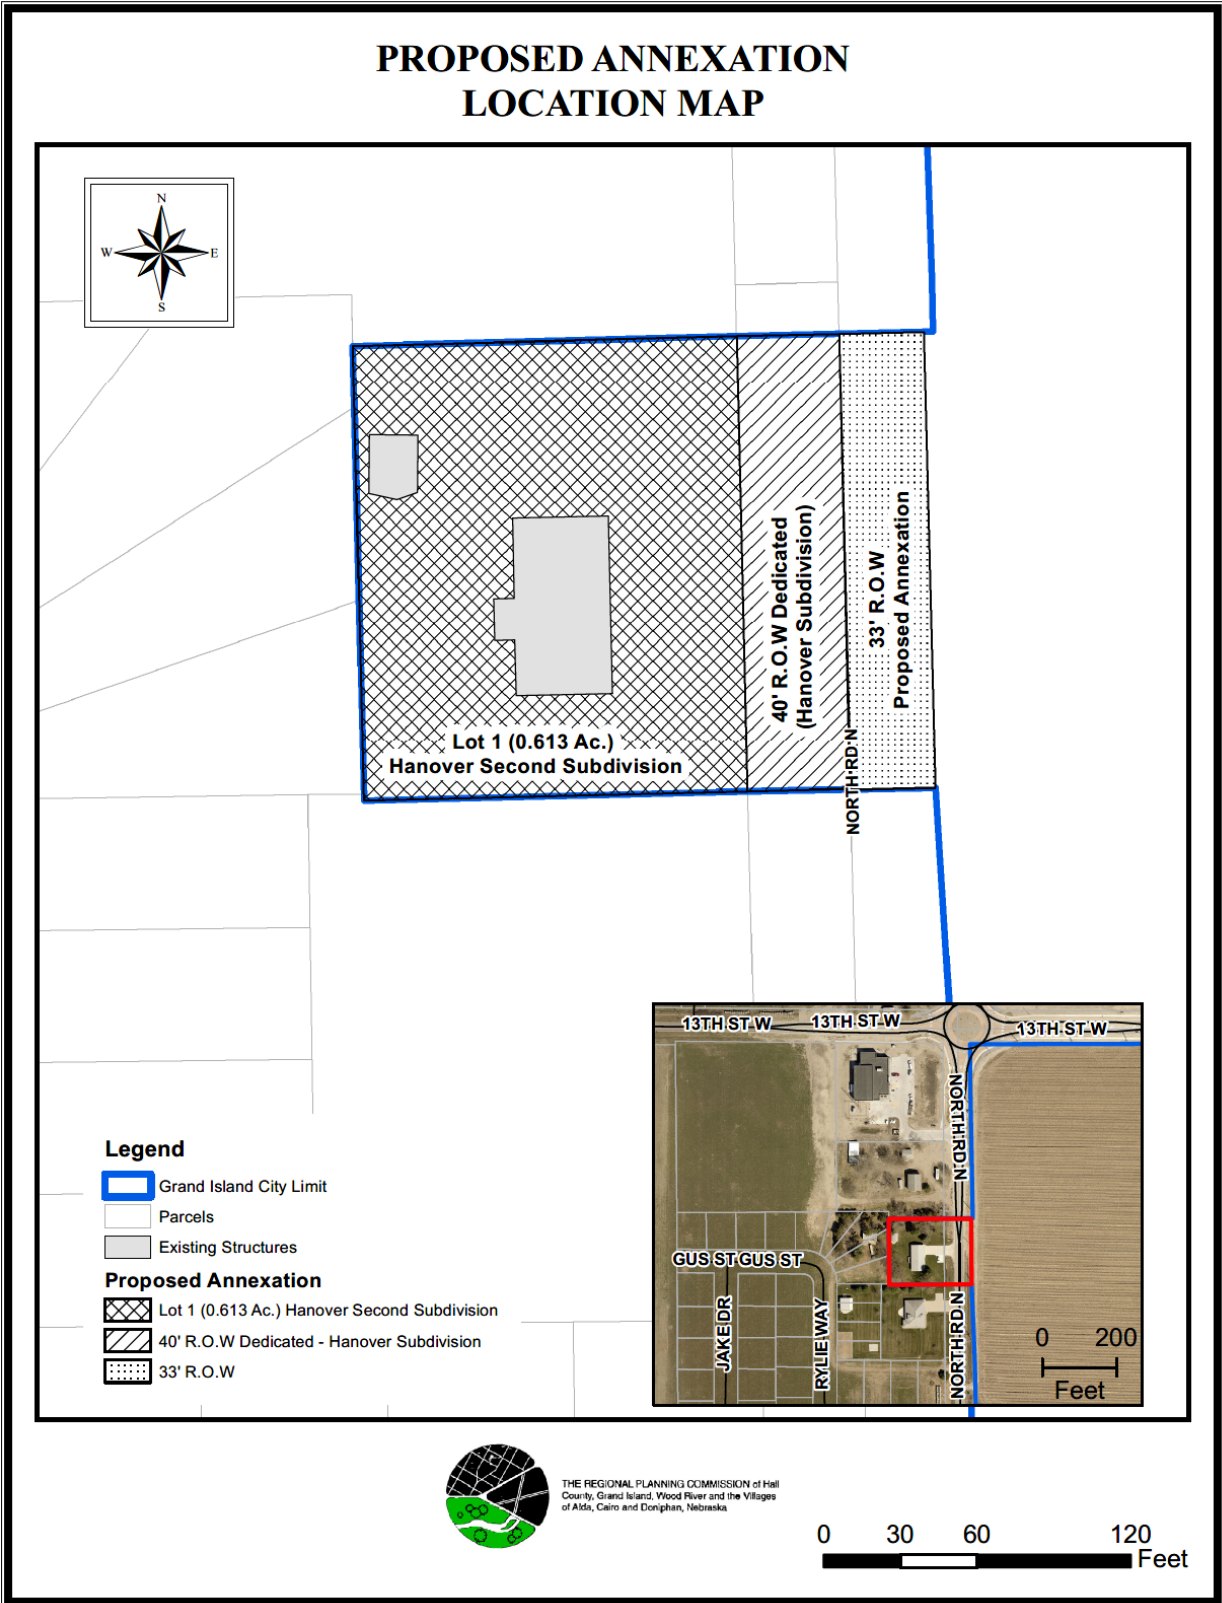 PROPOSED ANNEXATION
LOCATION MAP
N
W
E
S
40' R.O.W Dedicated
(Hanover Subdivision)
33' R.O.W
Proposed Annexation
Lot 1 (0.613 Ac.)
Hanover Second Subdivision
NORTH RD N
13TH ST W
13TH ST W
13TH ST W
NORTH RD N
GUS ST
GUS ST
JAKE DR
RYLIE WAY
NORTH RD N
0 200
Feet
Legend
Grand Island City Limit
Parcels
Existing Structures
Proposed Annexation
Lot 1 (0.613 Ac.) Hanover Second Subdivision
40' R.O.W Dedicated - Hanover Subdivision
33' R.O.W
THE REGIONAL PLANNING COMMISSION of Hall
County, Grand Island, Wood River and the Villages
of Alda, Cairo and Doniphan, Nebraska
0 30 60 120
Feet